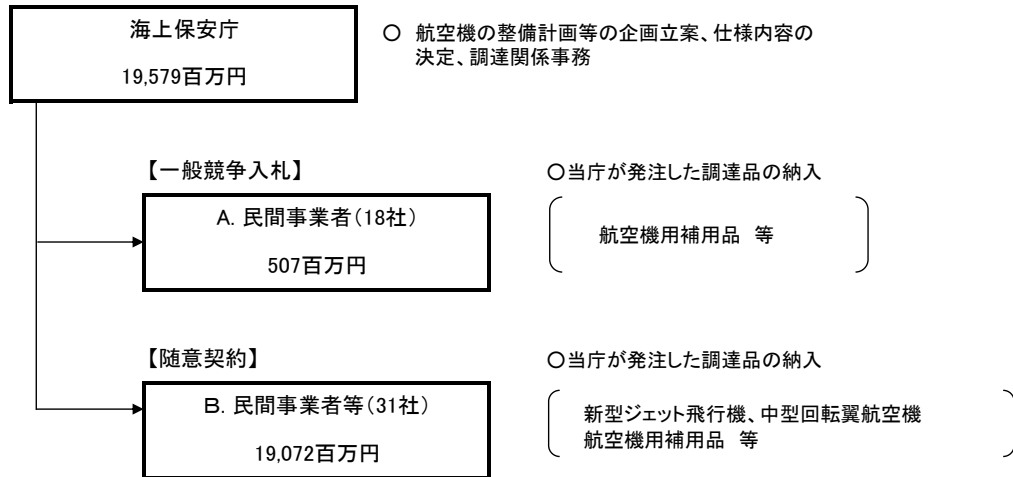 海上保安庁
19,579百万円
○ 航空機の整備計画等の企画立案、仕様内容の
決定、調達関係事務
【一般競争入札】
○当庁が発注した調達品の納入
A. 民間事業者(18社)
507百万円
航空機用補用品 等
【随意契約】
○当庁が発注した調達品の納入
B. 民間事業者等(31社)
19,072百万円
新型ジェット飛行機、中型回転翼航空機
航空機用補用品 等